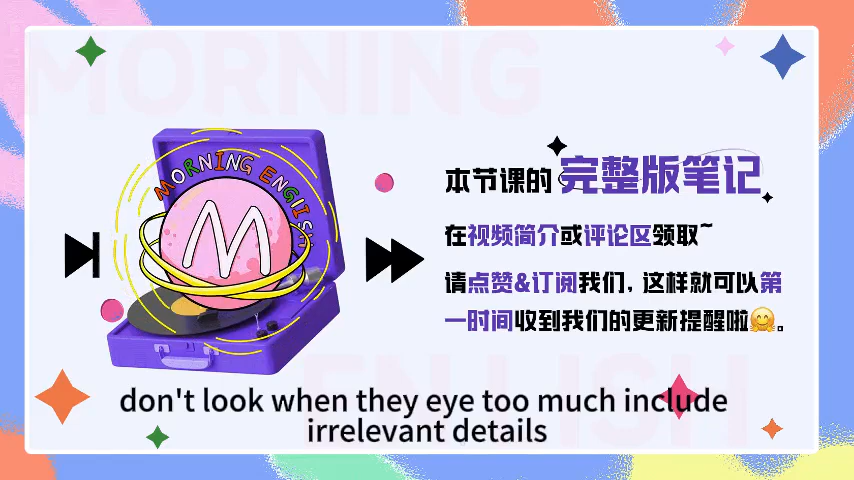 MORNING
MORNING ENGLISH
M
本节课的 完整版笔记
在视频简介或评论区领取~
请点赞&订阅我们, 这样就可以第
一时间收到我们的更新提醒啦🤗。
ENGLISH
don't look when they eye too much include
irrelevant details